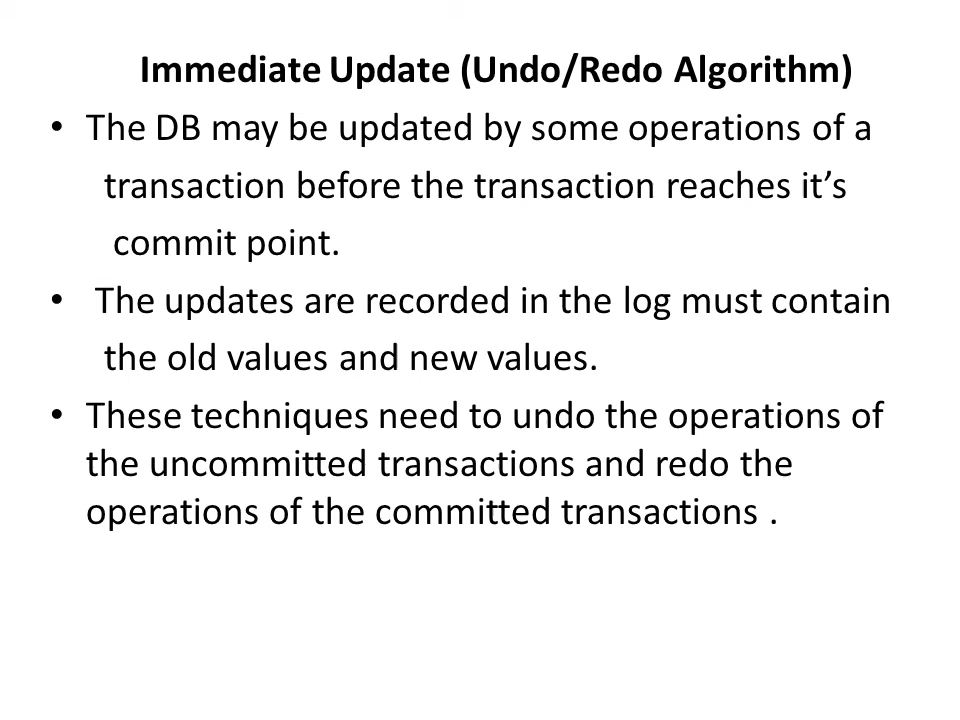 Immediate Update (Undo/Redo Algorithm)
• The DB may be updated by some operations of a
transaction before the transaction reaches it’s
commit point.
• The updates are recorded in the log must contain
the old values and new values.
• These techniques need to undo the operations of
the uncommitted transactions and redo the
operations of the committed transactions .